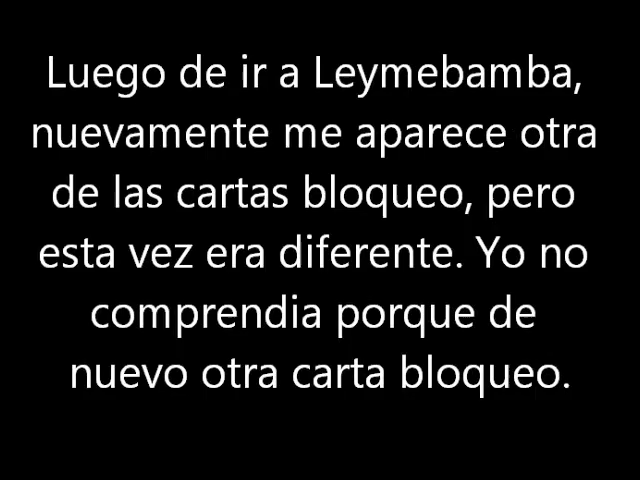 Luego de ir a Leymebamba,
nuevamente me aparece otra
de las cartas bloqueo, pero
esta vez era diferente. Yo no
comprendia porque de
nuevo otra carta bloqueo.